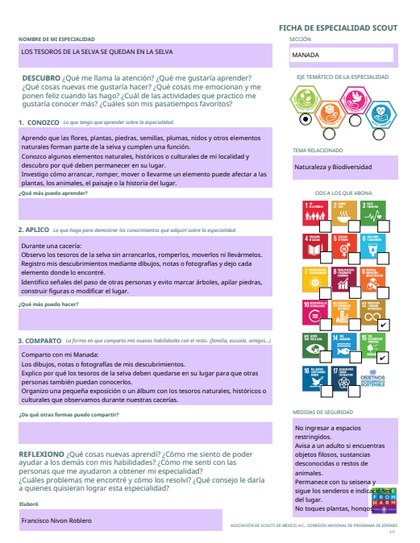 FICHA DE ESPECIALIDAD SCOUT
NOMBRE DE MI ESPECIALIDAD
LOS TESOROS DE LA SELVA SE QUEDAN EN LA SELVA
SECCIÓN
MANADA
DESCUBRO ¿Qué me llama la atención? ¿Qué me gustaría aprender?
¿Qué cosas nuevas me gustaría hacer? ¿Qué cosas me emocionan y me
ponen feliz cuando las hago? ¿Cuál de las actividades que practico me
gustaría conocer más? ¿Cuáles son mis pasatiempos favoritos?
EJE TEMÁTICO DE LA ESPECIALIDAD
1. CONOZCO Lo que tengo que aprender sobre la especialidad.
Aprendo que las flores, plantas, piedras, semillas, plumas, nidos y otros elementos
naturales forman parte de la selva y cumplen una función.
Conozco algunos elementos naturales, históricos o culturales de mi localidad y
descubro por qué deben permanecer en su lugar.
Investigo cómo arrancar, romper, mover o llevarme un elemento puede afectar a las
plantas, los animales, el paisaje o la historia del lugar.
¿Qué más puedo aprender?
TEMA RELACIONADO
Naturaleza y Biodiversidad
ODS A LOS QUE ABONA
2. APLICO Lo que hago para demostrar los conocimientos que adquirí sobre la especialidad.
Durante una cacería:
Observo los tesoros de la selva sin arrancarlos, romperlos, moverlos ni llevármelos.
Registro mis descubrimientos mediante dibujos, notas o fotografías y dejo cada
elemento donde lo encontré.
Identifico señales del paso de otras personas y evito marcar árboles, apilar piedras,
construir figuras o modificar el lugar.
¿Qué más puedo hacer?
3. COMPARTO La forma en que comparto mis nuevas habilidades con el resto. (familia, escuela, amigos...)
Comparto con mi Manada:
Los dibujos, notas o fotografías de mis descubrimientos.
Explico por qué los tesoros de la selva deben quedarse en su lugar para que otras
personas también puedan conocerlos.
Organizo una pequeña exposición o un álbum con los tesoros naturales, históricos o
culturales que observamos durante nuestras cacerías.
¿De qué otras formas puedo compartir?
MEDIDAS DE SEGURIDAD
No ingresar a espacios
restringidos.
Avisa a un adulto si encuentras
objetos filosos, sustancias
desconocidas o restos de
animales.
Permanece con tu seisena y
sigue los senderos e
No toques plantas, hongos
REFLEXIONO ¿Qué cosas nuevas aprendí? ¿Cómo me siento de poder
ayudar a los demás con mis habilidades? ¿Cómo me sentí con las
personas que me ayudaron a obtener mi especialidad?
¿Cuáles problemas me encontré y cómo los resolví? ¿Qué consejo le daría
a quienes quisieran lograr esta especialidad?
Elaboró
Francisco Nivon Roblero
ASOCIACIÓN DE SCOUTS DE MÉXICO, A.C., COMISIÓN NACIONAL DE PROGRAMA DE JÓVENES